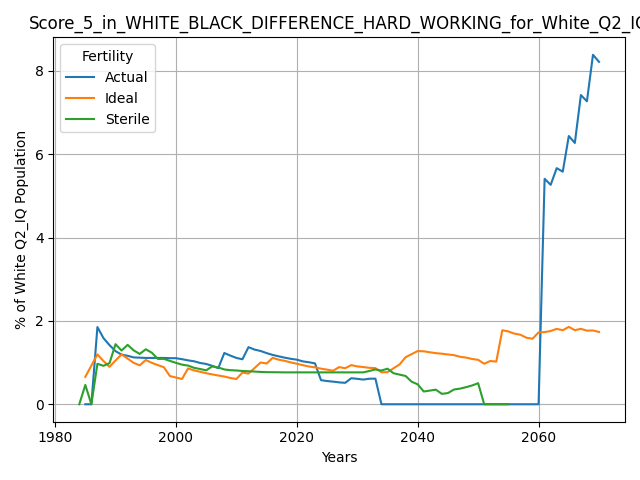 Score_5_in_WHITE_BLACK_DIFFERENCE_HARD_WORKING_for_White_Q2_IQ
Fertility
Actual
Ideal
Sterile
% of White Q2_IQ Population
8
6
4
2
0
1980 2000 2020 2040 2060
Years